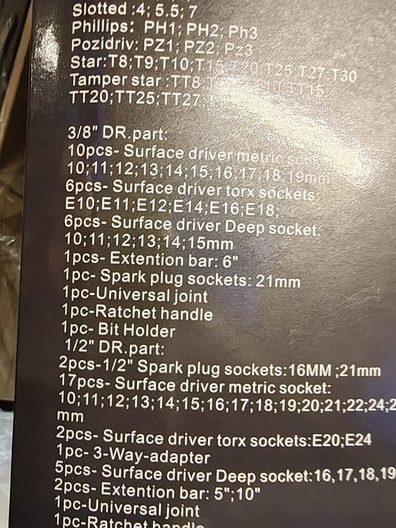 Slotted :4; 5.5; 7
Phillips: PH1; PH2; Ph3
Pozidriv: PZ1; PZ2; Pz3
Star:T8;T9;T10;T15;T20;T25;T27;T30
Tamper star :TT8; TT15;
TT20;TT25;TT27;
3/8" DR.part:
10pcs- Surface driver metric socket:
10;11;12;13;14;15;16;17;18;19mm
6pcs- Surface driver torx sockets:
E10;E11;E12;E14;E16;E18;
6pcs- Surface driver Deep socket:
10;11;12;13;14;15mm
1pcs- Extention bar: 6"
1pc- Spark plug sockets: 21mm
1pc-Universal joint
1pc-Ratchet handle
1pc- Bit Holder
1/2" DR.part:
2pcs-1/2" Spark plug sockets:16MM ;21mm
17pcs- Surface driver metric socket:
10;11;12;13;14;15;16;17;18;19;20;21;22;24;2
mm
2pcs- Surface driver torx sockets:E20;E24
1pc- 3-Way-adapter
5pcs- Surface driver Deep socket:16,17,18,19
2pcs- Extention bar: 5";10"
1pc-Universal joint
1pc-Ratchet handle